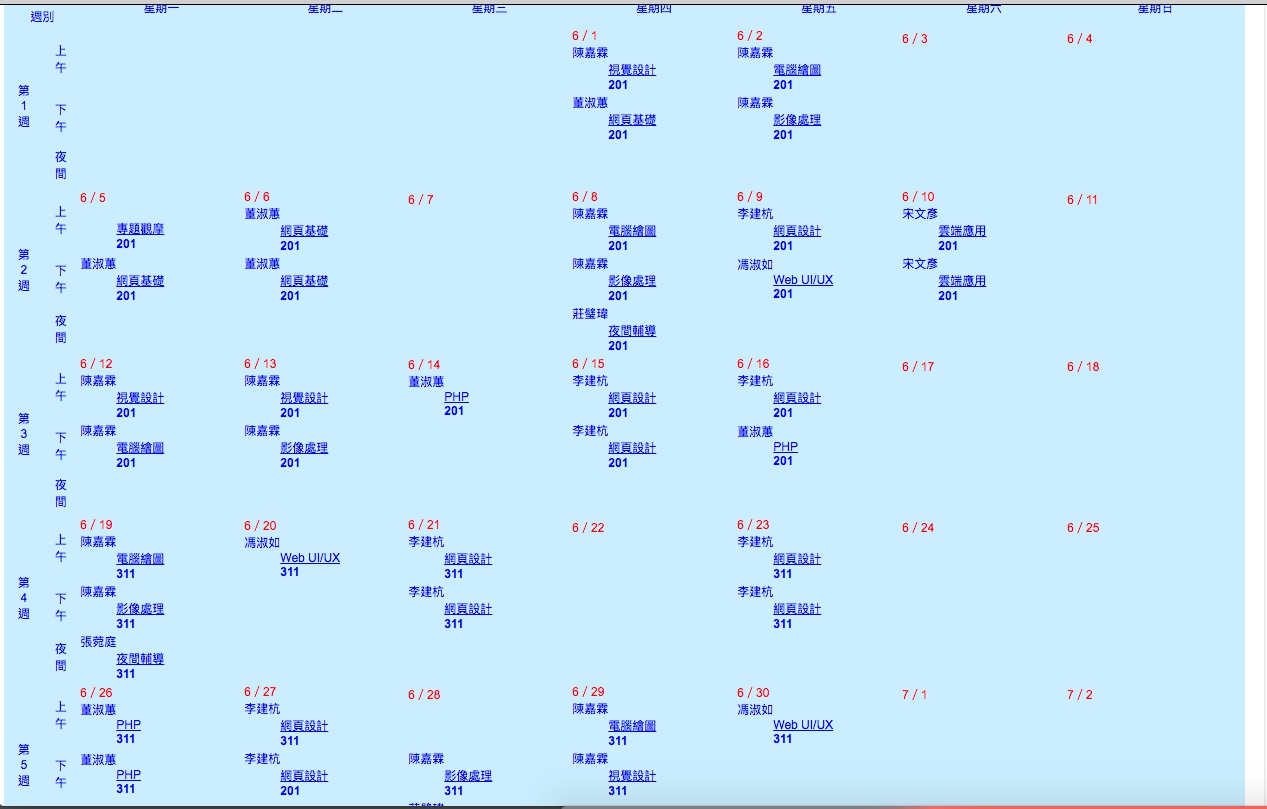 週別 星期一 星期二 星期三 星期四 星期五 星期六 星期日
第1週
6 / 1 6 / 2 6 / 3 6 / 4
上午 陳嘉霖 陳嘉霖
視覺設計 電腦繪圖
201 201
下午 董淑蕙 陳嘉霖
網頁基礎 影像處理
201 201
夜間
第2週
6 / 5 6 / 6 6 / 7 6 / 8 6 / 9 6 / 10 6 / 11
上午 董淑蕙 陳嘉霖 李建杭 宋文彥
專題觀摩 網頁基礎 電腦繪圖 網頁設計 雲端應用
201 201 201 201 201
下午 董淑蕙 董淑蕙 陳嘉霖 馮淑如 宋文彥
網頁基礎 網頁基礎 影像處理 Web UI/UX 雲端應用
201 201 201 201 201
夜間 莊璧瑋
夜間輔導
201
第3週
6 / 12 6 / 13 6 / 14 6 / 15 6 / 16 6 / 17 6 / 18
上午 陳嘉霖 陳嘉霖 董淑蕙 李建杭 李建杭
視覺設計 視覺設計 PHP 網頁設計 網頁設計
201 201 201 201 201
下午 陳嘉霖 陳嘉霖 李建杭 董淑蕙
電腦繪圖 影像處理 網頁設計 PHP
201 201 201 201
夜間
第4週
6 / 19 6 / 20 6 / 21 6 / 22 6 / 23 6 / 24 6 / 25
上午 陳嘉霖 馮淑如 李建杭 李建杭
電腦繪圖 Web UI/UX 網頁設計 網頁設計
311 311 311 311
下午 陳嘉霖 李建杭 李建杭
影像處理 網頁設計 網頁設計
311 311 311
夜間 張菀庭
夜間輔導
311
第5週
6 / 26 6 / 27 6 / 28 6 / 29 6 / 30 7 / 1 7 / 2
上午 董淑蕙 李建杭 陳嘉霖 馮淑如
PHP 網頁設計 電腦繪圖 Web UI/UX
311 311 311 311
下午 董淑蕙 李建杭 陳嘉霖 陳嘉霖
PHP 網頁設計 影像處理 視覺設計
311 201 311 311